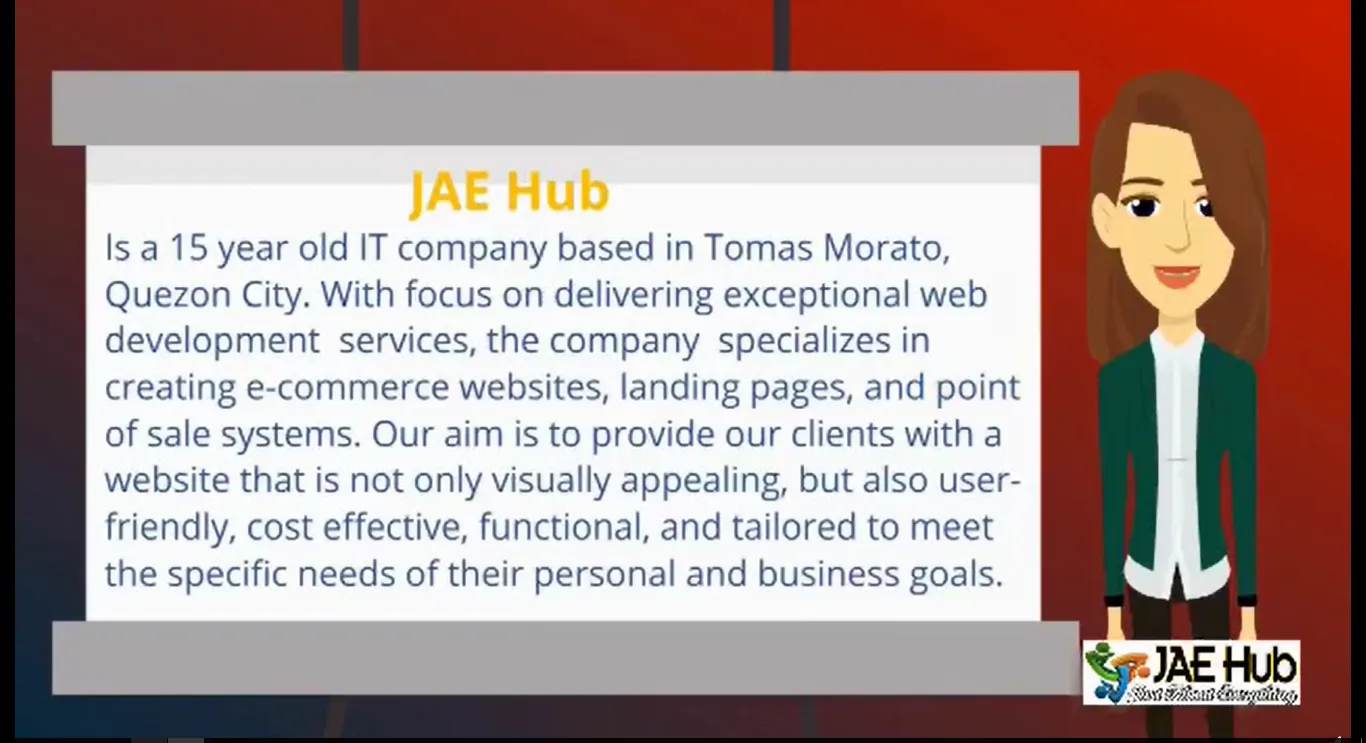 JAE Hub
Is a 15 year old IT company based in Tomas Morato,
Quezon City. With focus on delivering exceptional web
development services, the company specializes in
creating e-commerce websites, landing pages, and point
of sale systems. Our aim is to provide our clients with a
website that is not only visually appealing, but also user-
friendly, cost effective, functional, and tailored to meet
the specific needs of their personal and business goals.
JAE Hub